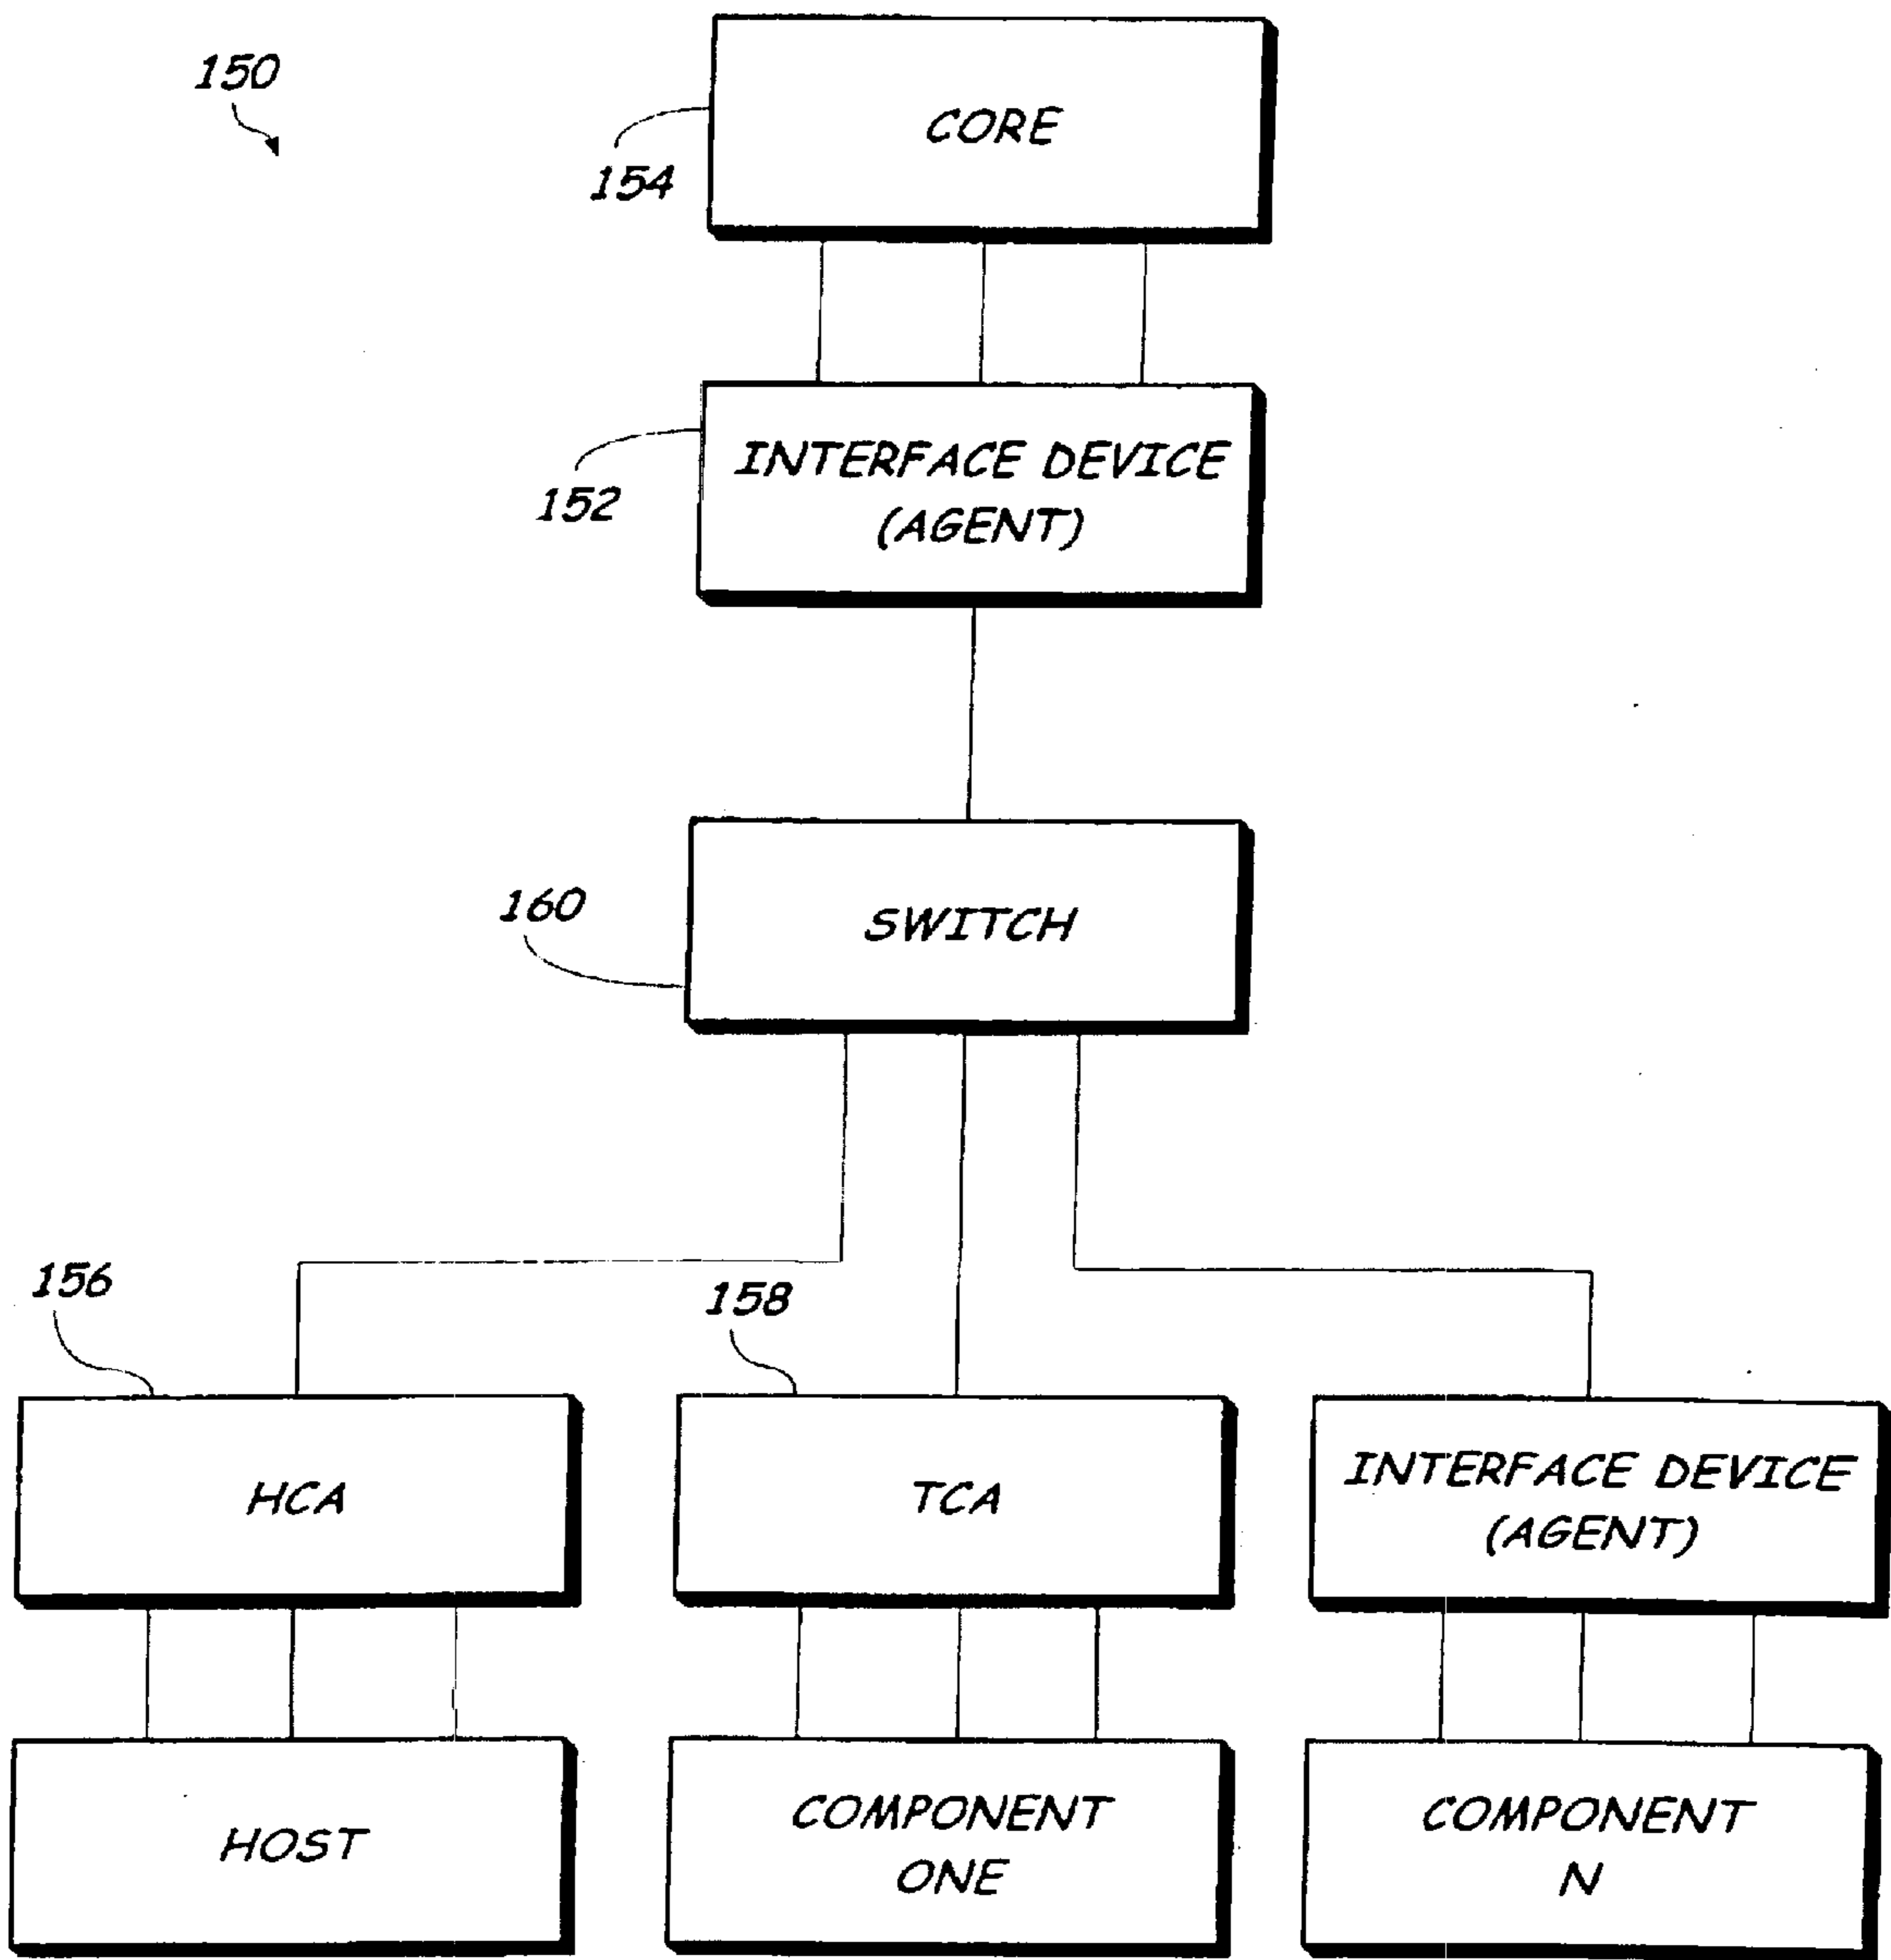 150
CORE
154
INTERFACE DEVICE
(AGENT)
152
SWITCH
160
156
158
HCA
TCA
INTERFACE DEVICE
(AGENT)
HOST
COMPONENT
ONE
COMPONENT
N